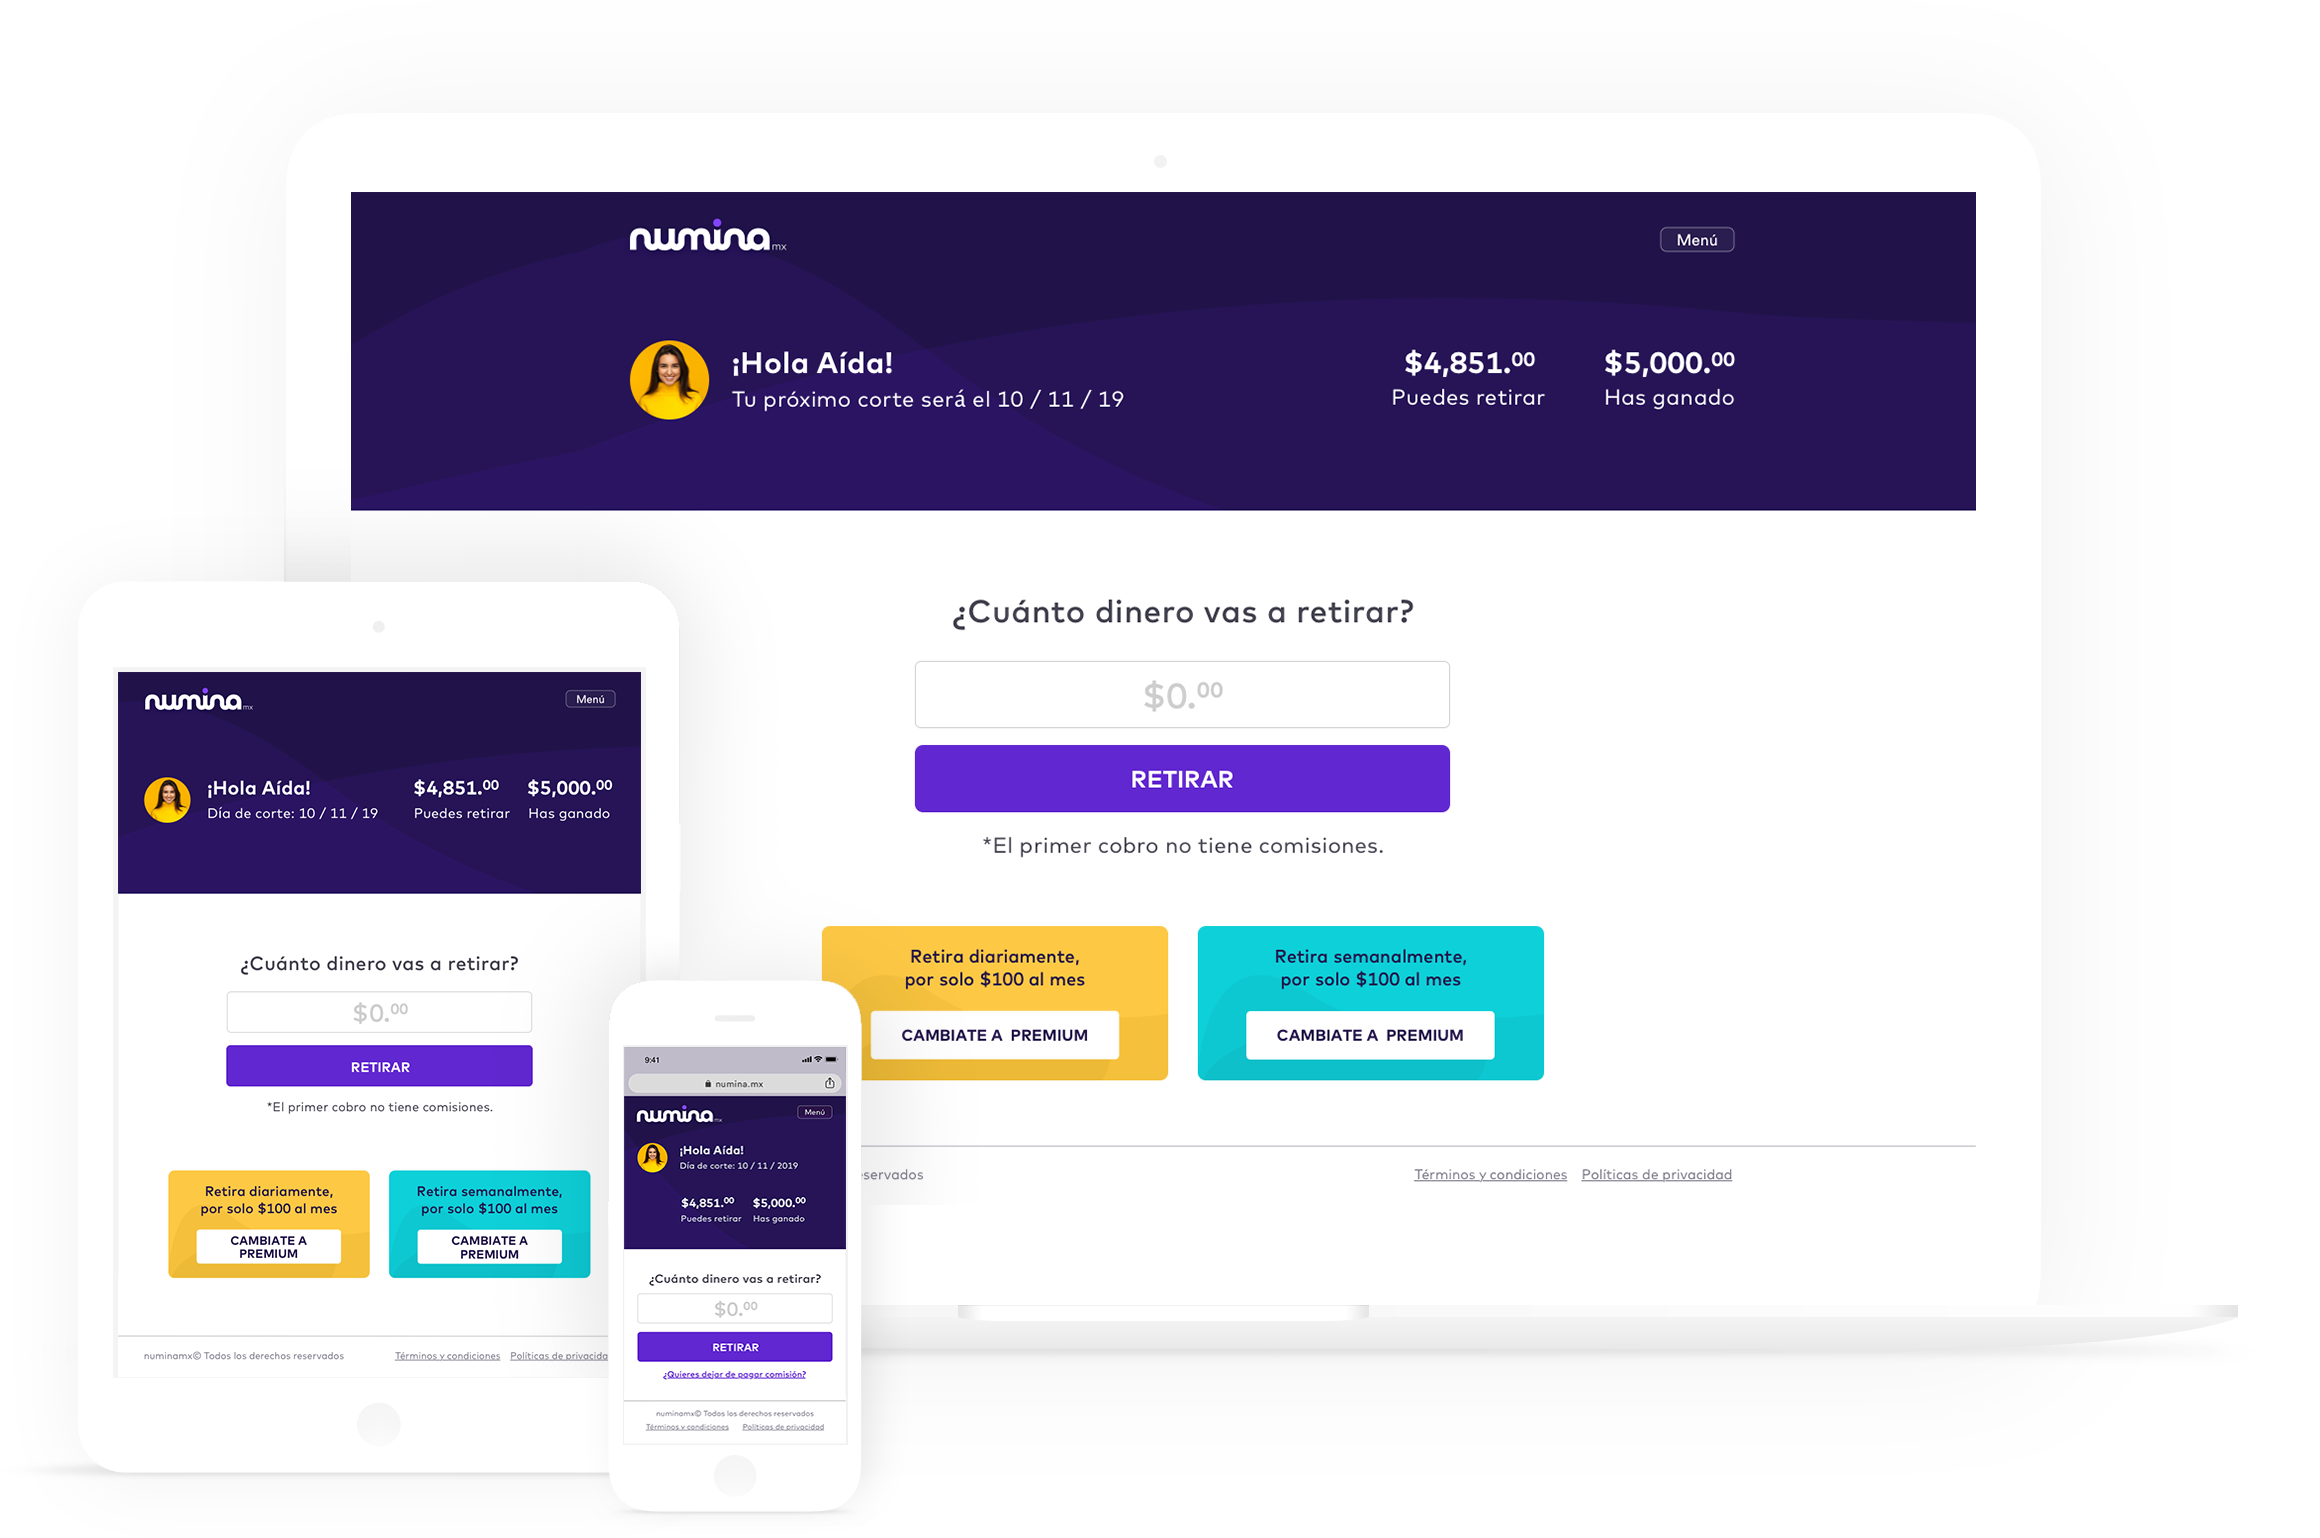 numina mx
Menú
¡Hola Aída!
Tu próximo corte será el 10 / 11 / 19
$4,851.00
Puedes retirar
$5,000.00
Has ganado
¿Cuánto dinero vas a retirar?
$0.00
RETIRAR
*El primer cobro no tiene comisiones.
Retira diariamente,
por solo $100 al mes
CAMBIATE A PREMIUM
Retira semanalmente,
por solo $100 al mes
CAMBIATE A PREMIUM
eservados
Términos y condiciones
Políticas de privacidad
numina mx
Menú
¡Hola Aída!
Día de corte: 10 / 11 / 19
$4,851.00
Puedes retirar
$5,000.00
Has ganado
¿Cuánto dinero vas a retirar?
$0.00
RETIRAR
*El primer cobro no tiene comisiones.
Retira diariamente,
por solo $100 al mes
CAMBIATE A
PREMIUM
Retira semanalmente,
por solo $100 al mes
CAMBIATE A
PREMIUM
numinamx© Todos los derechos reservados
Términos y condiciones
Políticas de privacida
9:41
numina.mx
numina mx
Menú
¡Hola Aída!
Día de corte: 10 / 11 / 2019
$4,851.00
Puedes retirar
$5,000.00
Has ganado
¿Cuánto dinero vas a retirar?
$0.00
RETIRAR
¿Quieres dejar de pagar comisión?
numinamx© Todos los derechos reservados
Términos y condiciones
Políticas de privacidad